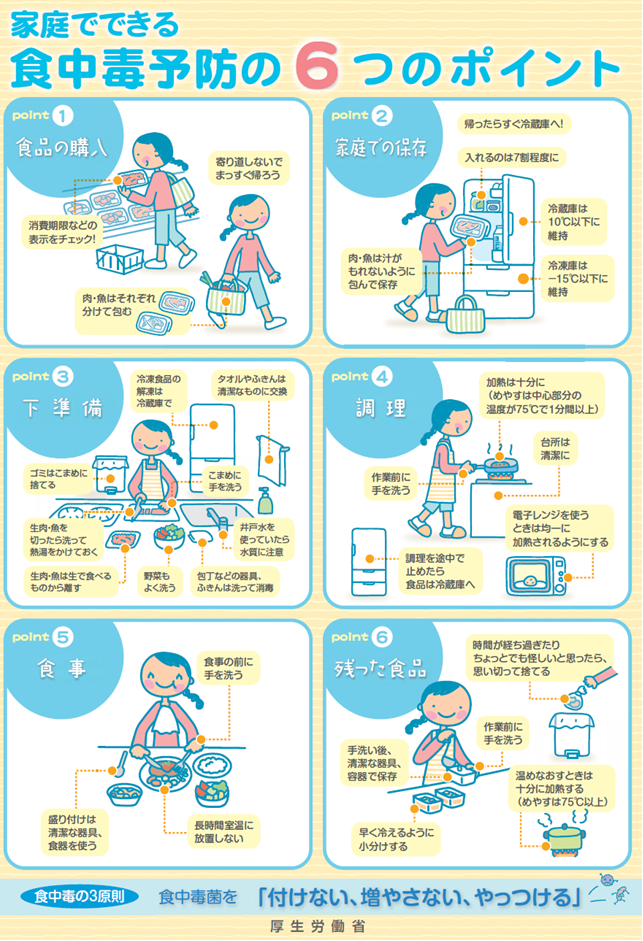 家庭でできる
食中毒予防の6つのポイント
point 1
食品の購入
寄り道しないで
まっすぐ帰ろう
消費期限などの
表示をチェック!
肉・魚はそれぞれ
分けて包む
point 2
家庭での保存
帰ったらすぐ冷蔵庫へ!
入れるのは7割程度に
冷蔵庫は
10℃以下に
維持
肉・魚は汁が
もれないように
包んで保存
冷凍庫は
−15℃以下に
維持
point 3
下準備
冷凍食品の
解凍は
冷蔵庫で
タオルやふきんは
清潔なものに交換
ゴミはこまめに
捨てる
こまめに
手を洗う
生肉・魚を
切ったら洗って
熱湯をかけておく
井戸水を
使っていたら
水質に注意
生肉・魚は生で食べる
ものから離す
野菜も
よく洗う
包丁などの器具、
ふきんは洗って消毒
point 4
調理
加熱は十分に
(めやすは中心部分の
温度が75℃で1分間以上)
台所は
清潔に
作業前に
手を洗う
電子レンジを使う
ときは均一に
加熱されるようにする
調理を途中で
止めたら
食品は冷蔵庫へ
point 5
食事
食事の前に
手を洗う
盛り付けは
清潔な器具、
食器を使う
長時間室温に
放置しない
point 6
残った食品
時間が経ち過ぎたり
ちょっとでも怪しいと思ったら、
思い切って捨てる
作業前に
手を洗う
手洗い後、
清潔な器具、
容器で保存
温めなおすときは
十分に加熱する
(めやすは75℃以上)
早く冷えるように
小分けする
食中毒の3原則 食中毒菌を「付けない、増やさない、やっつける」
厚生労働省